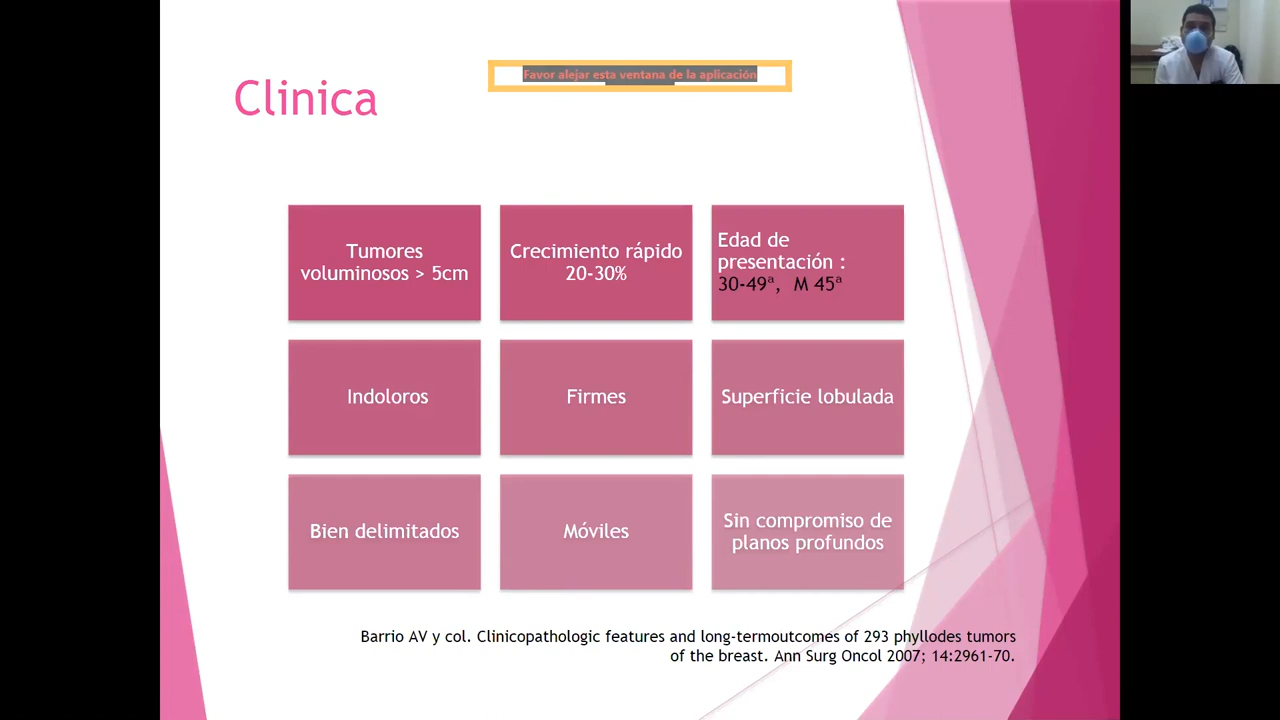 Favor alejar esta ventana de la aplicación
Clinica
Tumores
voluminosos > 5cm
Crecimiento rápido
20-30%
Edad de
presentación :
30-49ª, M 45ª
Indoloros
Firmes
Superficie lobulada
Bien delimitados
Móviles
Sin compromiso de
planos profundos
Barrio AV y col. Clinicopathologic features and long-termoutcomes of 293 phyllodes tumors
of the breast. Ann Surg Oncol 2007; 14:2961-70.